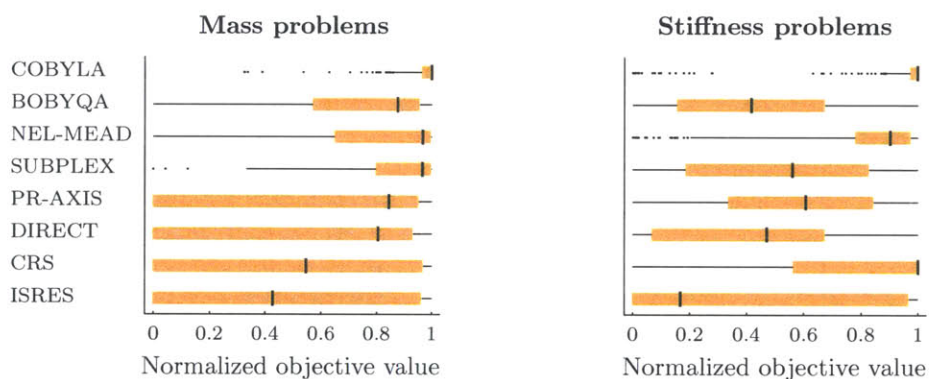 Mass problems
Stiffness problems
COBYLA
BOBYQA
NEL-MEAD
SUBPLEX
PR-AXIS
DIRECT
CRS
ISRES
0 0.2 0.4 0.6 0.8 1
0 0.2 0.4 0.6 0.8 1
Normalized objective value
Normalized objective value